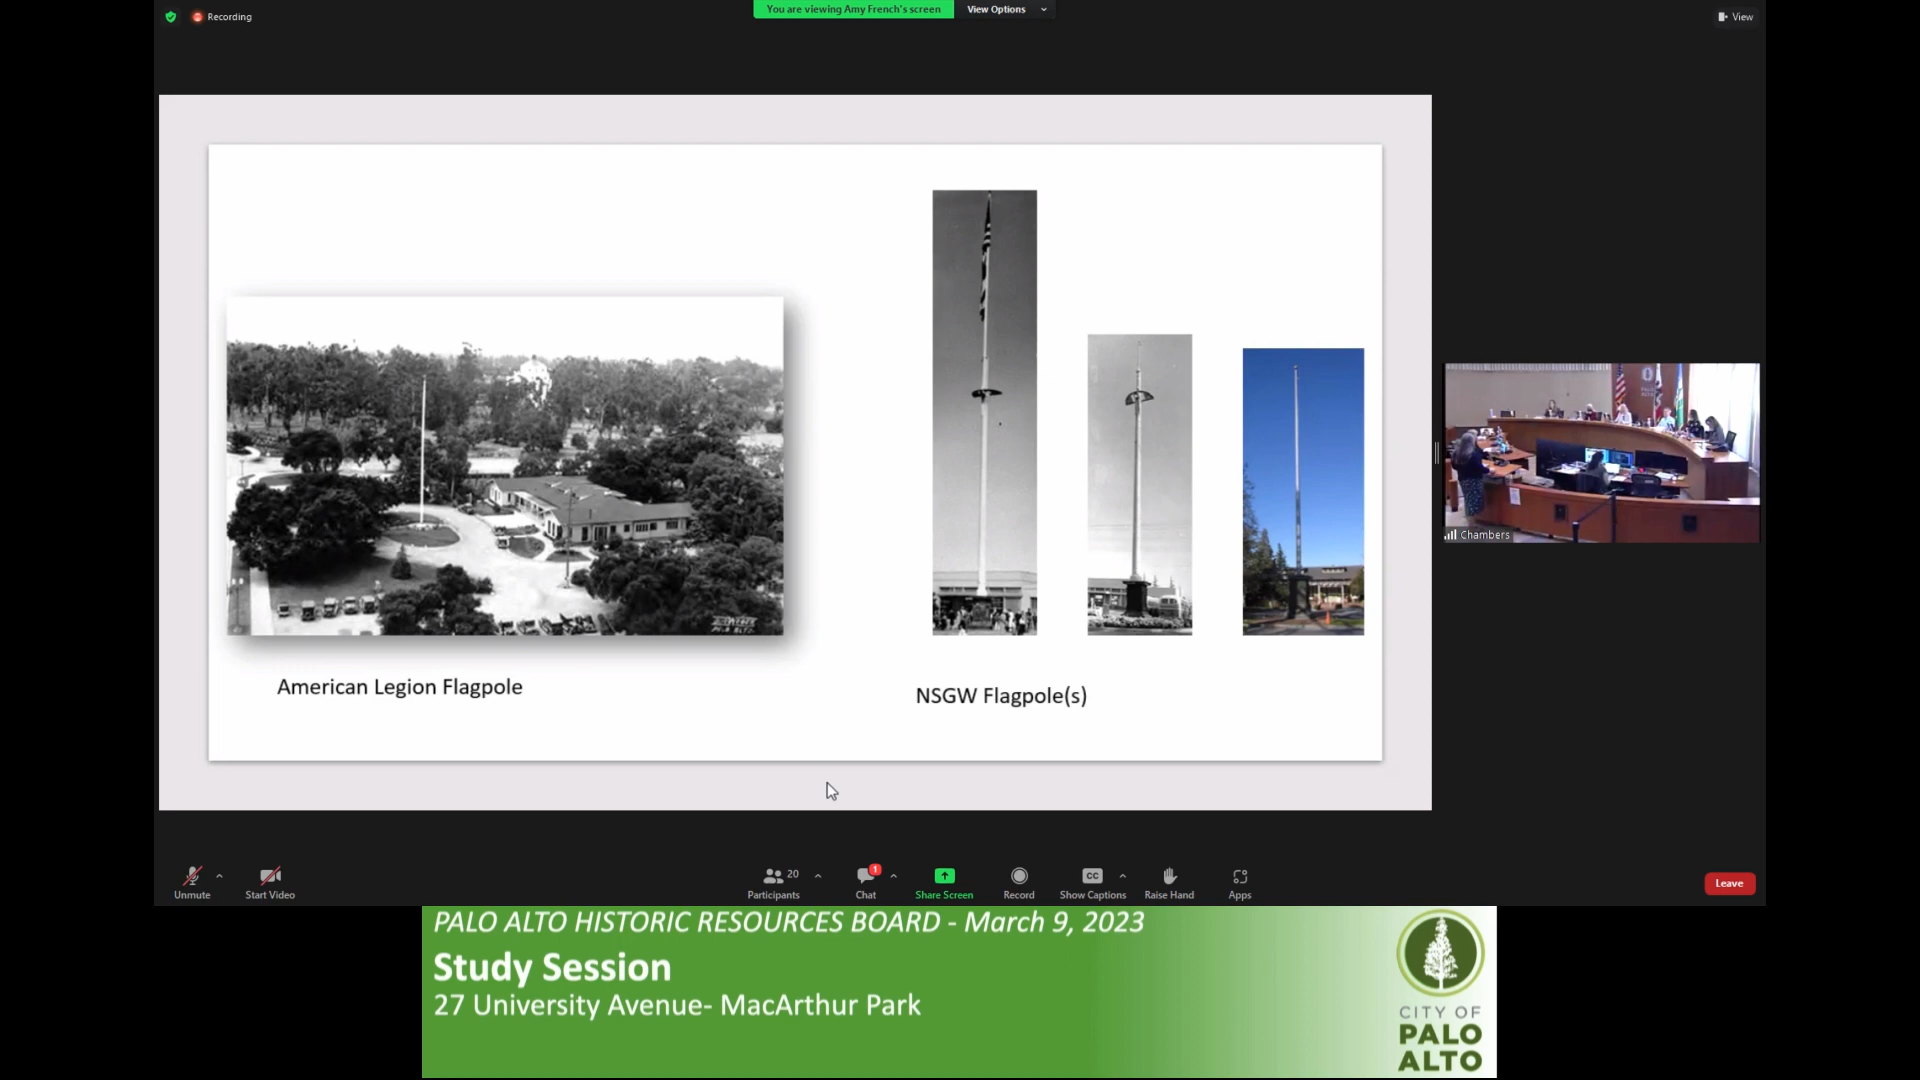 Recording
You are viewing Amy French's screen
View Options
View
American Legion Flagpole
NSGW Flagpole(s)
Chambers
Unmute
Start Video
20
Participants
1
Chat
Share Screen
Record
CC
Show Captions
Raise Hand
Apps
Leave
PALO ALTO HISTORIC RESOURCES BOARD - March 9, 2023
Study Session
27 University Avenue- MacArthur Park
CITY OF
PALO
ALTO